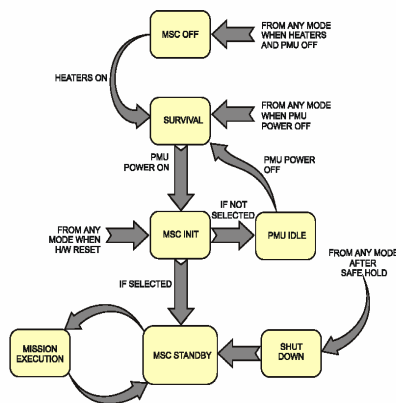 MSC OFF
FROM ANY MODE
WHEN HEATERS
AND PMU OFF
HEATERS ON
SURVIVAL
FROM ANY MODE
WHEN PMU
POWER OFF
PMU
POWER ON
PMU POWER
OFF
FROM ANY
MODE WHEN
H/W RESET
MSC INIT
IF NOT
SELECTED
PMU IDLE
FROM ANY MODE
AFTER
SAFE HOLD
IF SELECTED
MISSION
EXECUTION
MSC STANDBY
SHUT
DOWN